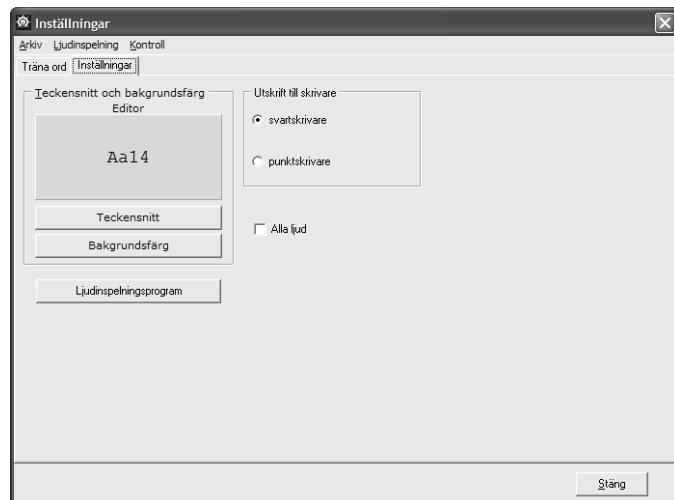 Inställningar
Arkiv Ljudinspelning Kontroll
Träna ord Inställningar
Teckensnitt och bakgrundsfärg
Editor
Aa14
Teckensnitt
Bakgrundsfärg
Ljudinspelningsprogram
Utskrift till skrivare
svartskrivare
punktskrivare
Alla ljud
Stäng